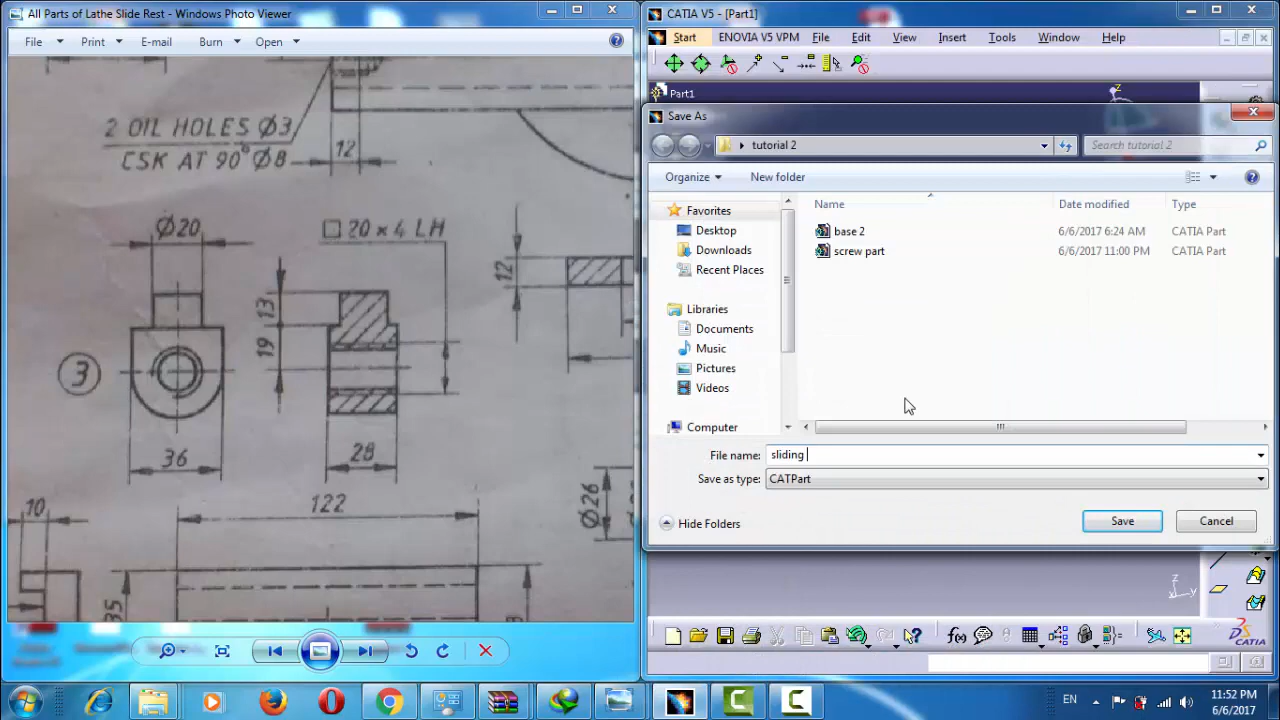 All Parts of Lathe Slide Rest - Windows Photo Viewer
File Print E-mail Burn Open
2 OIL HOLES Ø3
CSK AT 90° Ø8
12
Ø20
□ 20 × 4 LH
12
13
19
3
36
28
10
122
Ø26
35
CATIA V5 - [Part1]
Start ENOVIA V5 VPM File Edit View Insert Tools Window Help
Part1
z
Save As
tutorial 2
Search tutorial 2
Organize New folder
Favorites
Desktop
Downloads
Recent Places
Libraries
Documents
Music
Pictures
Videos
Computer
Name Date modified Type
base 2 6/6/2017 6:24 AM CATIA Part
screw part 6/6/2017 11:00 PM CATIA Part
File name: sliding
Save as type: CATPart
Hide Folders Save Cancel
z
y
x
f(x)
CATIA
EN
11:52 PM
6/6/2017